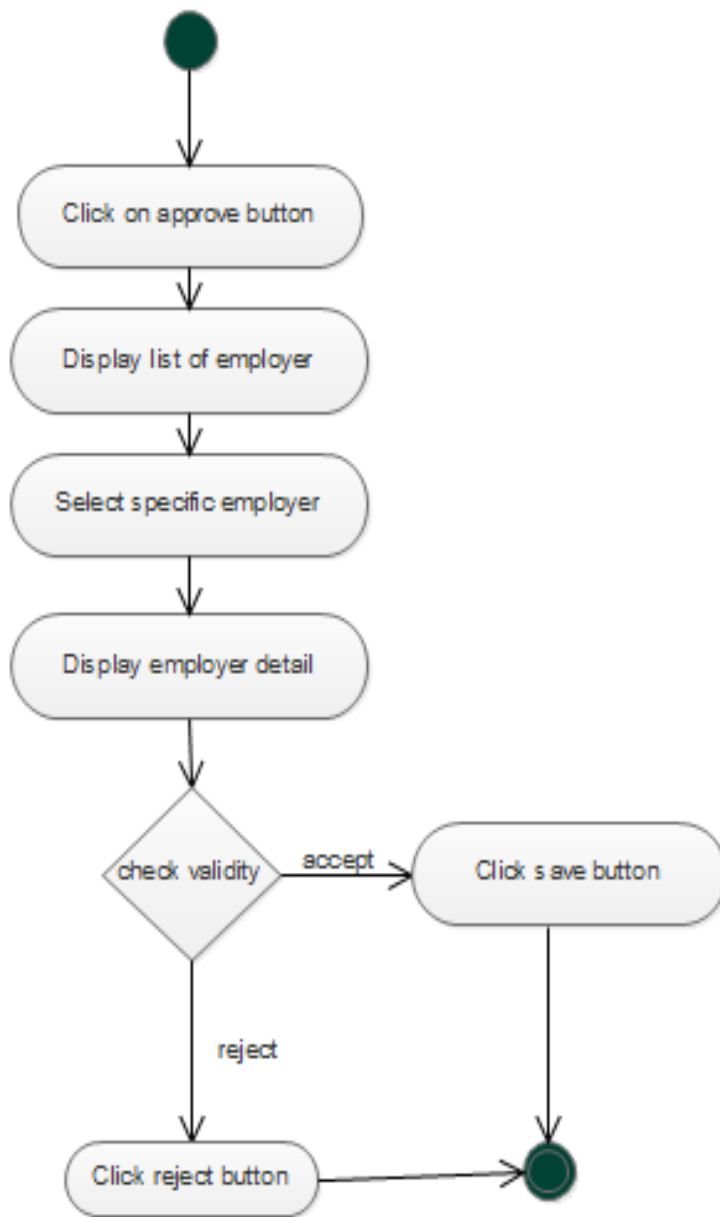 Click on approve button
Display list of employer
Select specific employer
Display employer detail
check validity
accept
Click save button
reject
Click reject button